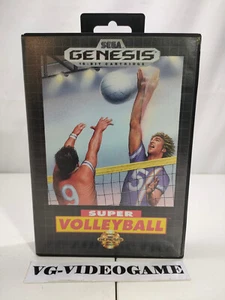 SEGA
GENESIS
16-BIT CARTRIDGE
9
SUPER
VOLLEYBALL
VG-VIDEOGAME